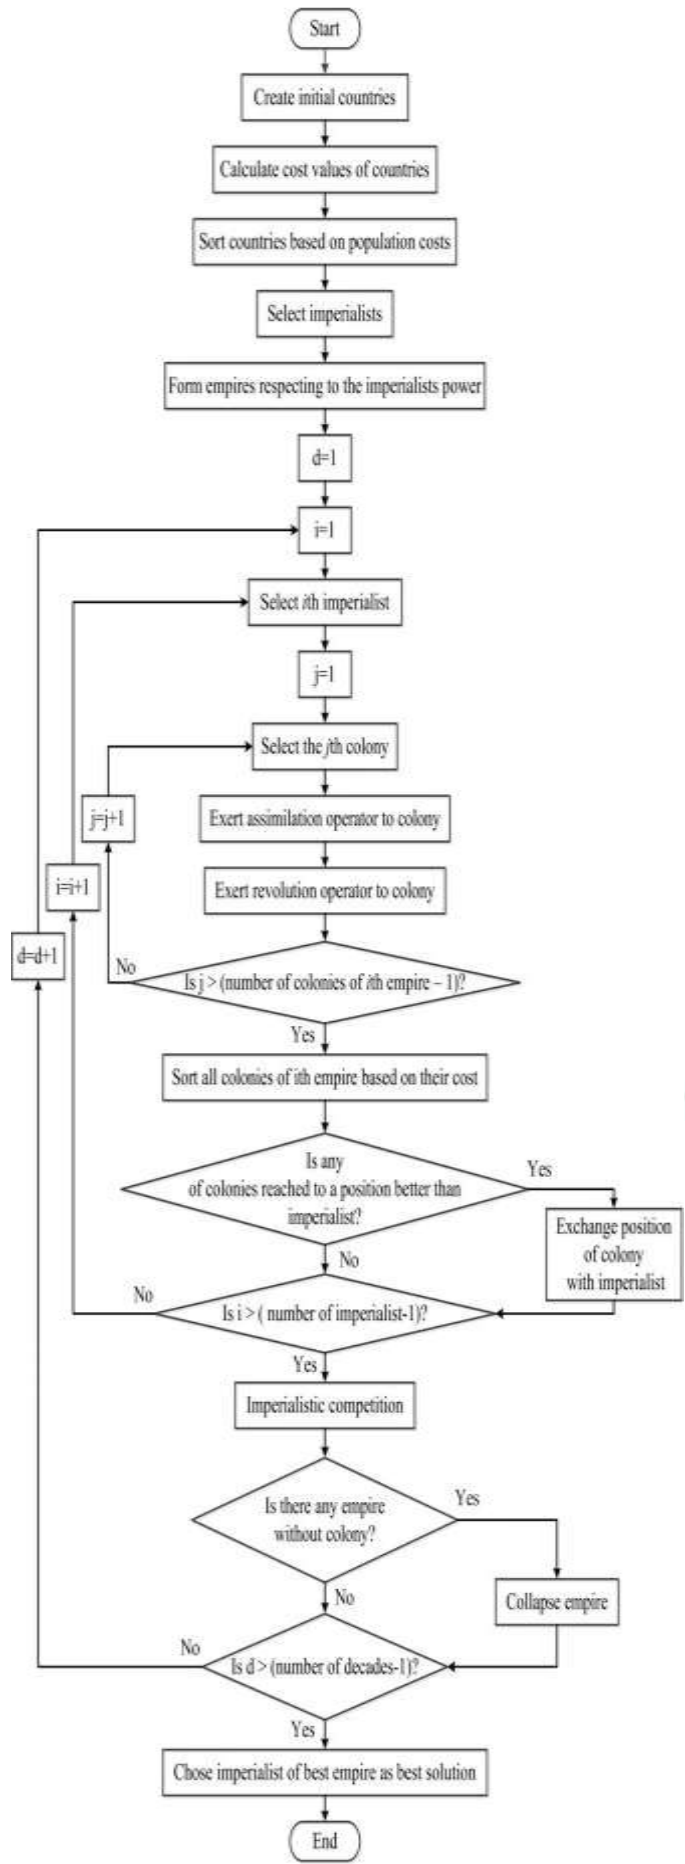 Start
Create initial countries
Calculate cost values of countries
Sort countries based on population costs
Select imperialists
Form empires respecting to the imperialists power
d=1
i=1
Select ith imperialist
j=1
Select the jth colony
j=j+1
Exert assimilation operator to colony
i=i+1
Exert revolution operator to colony
d=d+1
No
Is j > (number of colonies of ith empire – 1)?
Yes
Sort all colonies of ith empire based on their cost
Is any
of colonies reached to a position better than
imperialist?
Yes
Exchange position
of colony
with imperialist
No
No
Is i > ( number of imperialist-1)?
Yes
Imperialistic competition
Is there any empire
without colony?
Yes
Collapse empire
No
No
Is d > (number of decades-1)?
Yes
Chose imperialist of best empire as best solution
End